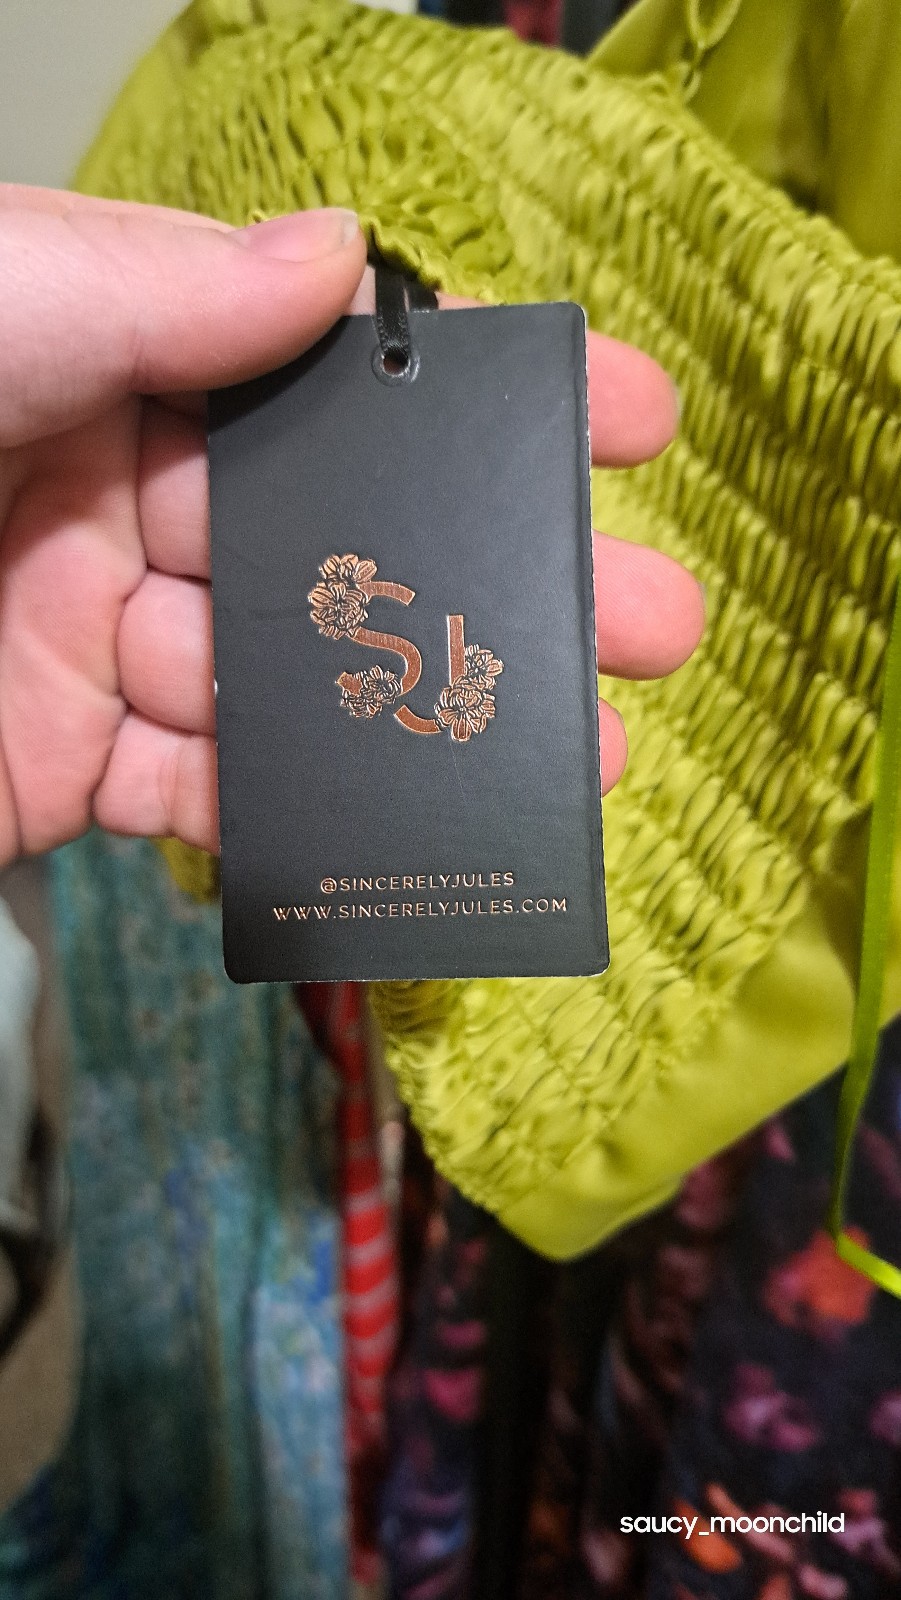 SJ
@SINCERELYJULES
WWW.SINCERELYJULES.COM
saucy_moonchild